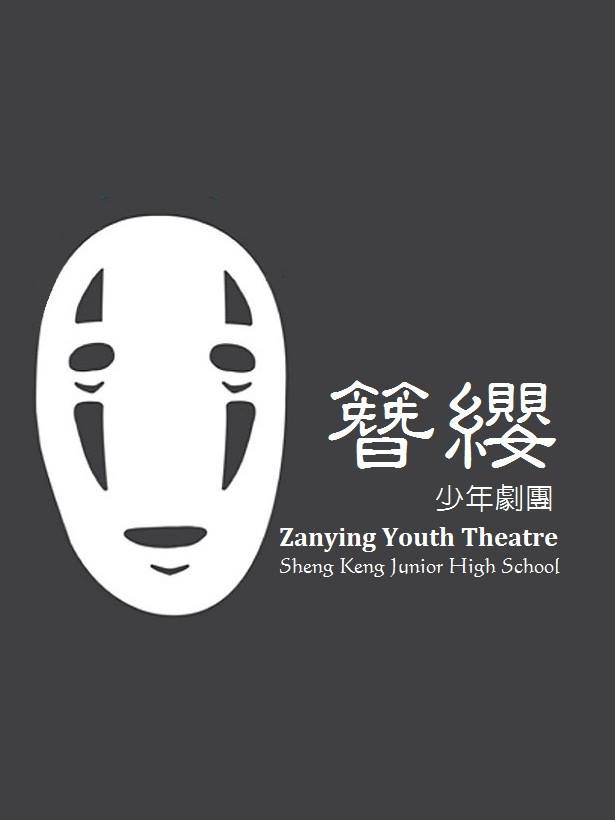 簪纓
少年劇團
Zanying Youth Theatre
Sheng Keng Junior High School